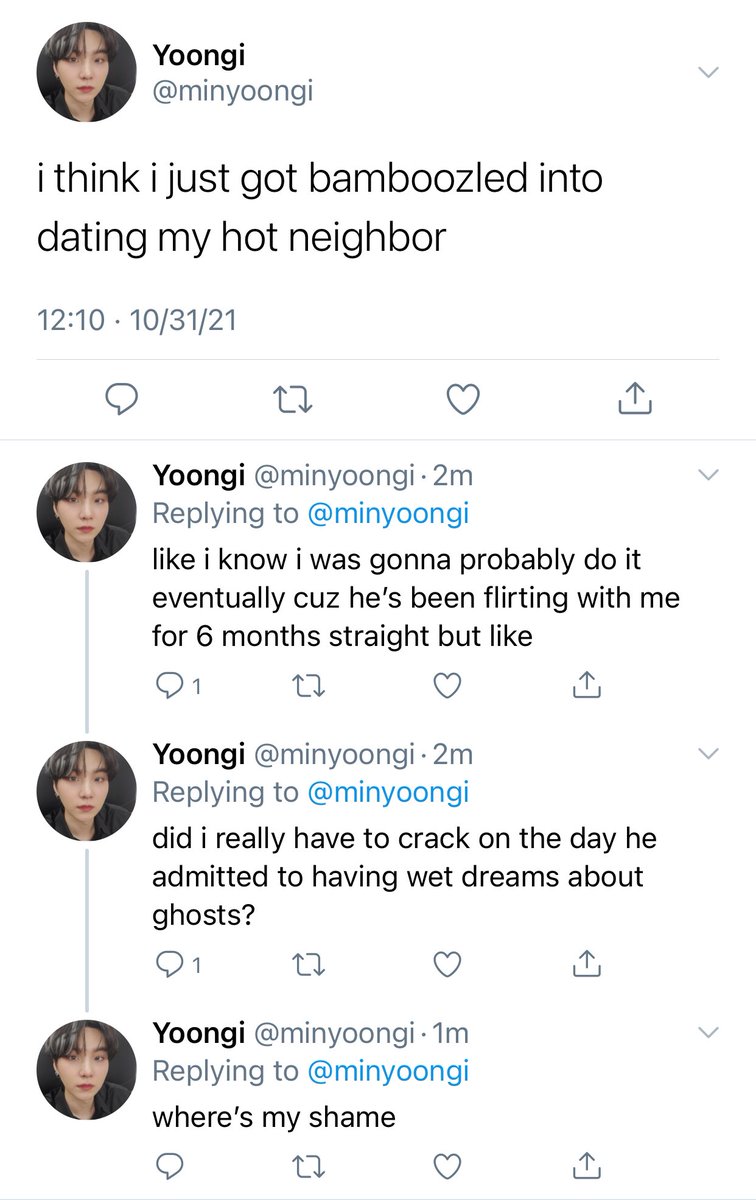 Yoongi
@minyoongi
i think i just got bamboozled into
dating my hot neighbor
12:10 · 10/31/21
Yoongi @minyoongi · 2m
Replying to @minyoongi
like i know i was gonna probably do it
eventually cuz he’s been flirting with me
for 6 months straight but like
1
Yoongi @minyoongi · 2m
Replying to @minyoongi
did i really have to crack on the day he
admitted to having wet dreams about
ghosts?
1
Yoongi @minyoongi · 1m
Replying to @minyoongi
where’s my shame